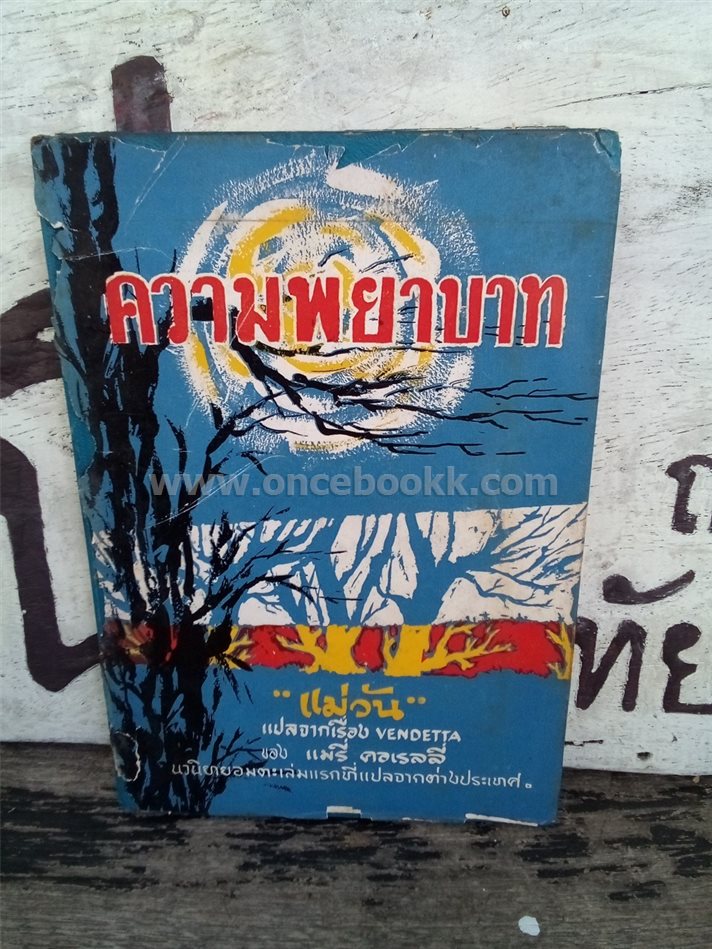 ความพยาบาท
www.oncebookk.com
"แม่วัน"
แปลจากเรื่อง VENDETTA
ของ แมรี่ คอเรลลี่
นวนิยายอมตะเล่มแรกที่แปลจากต่างประเทศ.